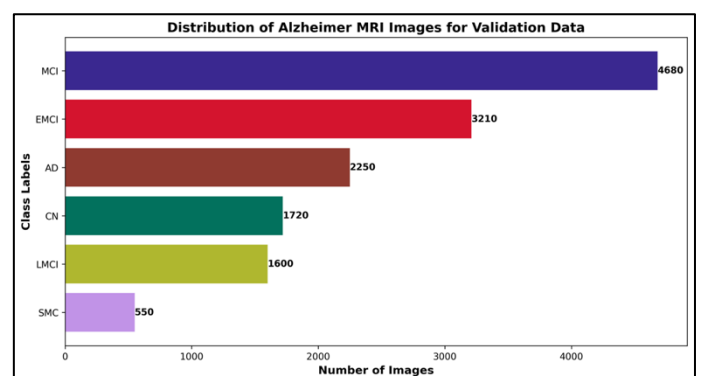 Distribution of Alzheimer MRI Images for Validation Data
Class Labels
MCI 4680
EMCI 3210
AD 2250
CN 1720
LMCI 1600
SMC 550
0 1000 2000 3000 4000
Number of Images